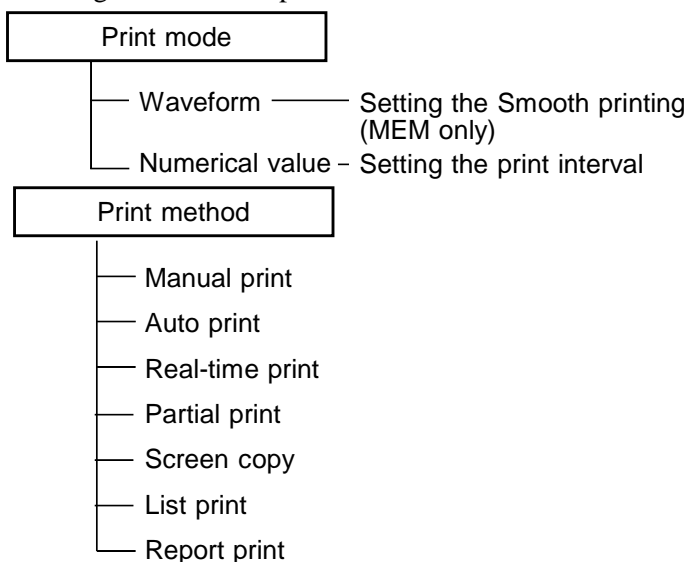 Print mode
Waveform Setting the Smooth printing
(MEM only)
Numerical value Setting the print interval
Print method
Manual print
Auto print
Real-time print
Partial print
Screen copy
List print
Report print